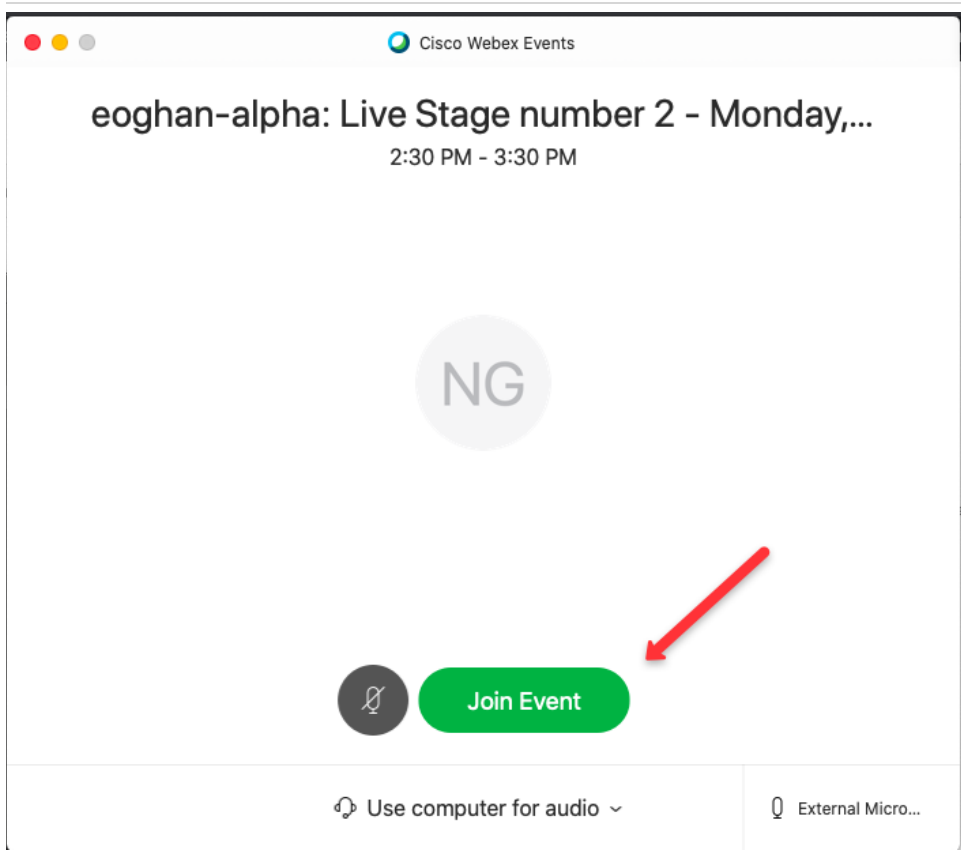 Cisco Webex Events
eoghan-alpha: Live Stage number 2 - Monday,...
2:30 PM - 3:30 PM
NG
Join Event
Use computer for audio
External Micro...